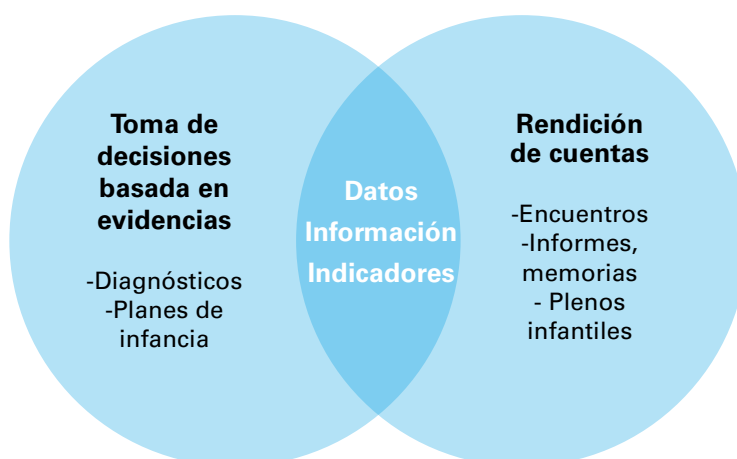 Toma de
decisiones
basada en
evidencias
-Diagnósticos
-Planes de
infancia
Datos
Información
Indicadores
Rendición
de cuentas
-Encuentros
-Informes,
memorias
- Plenos
infantiles